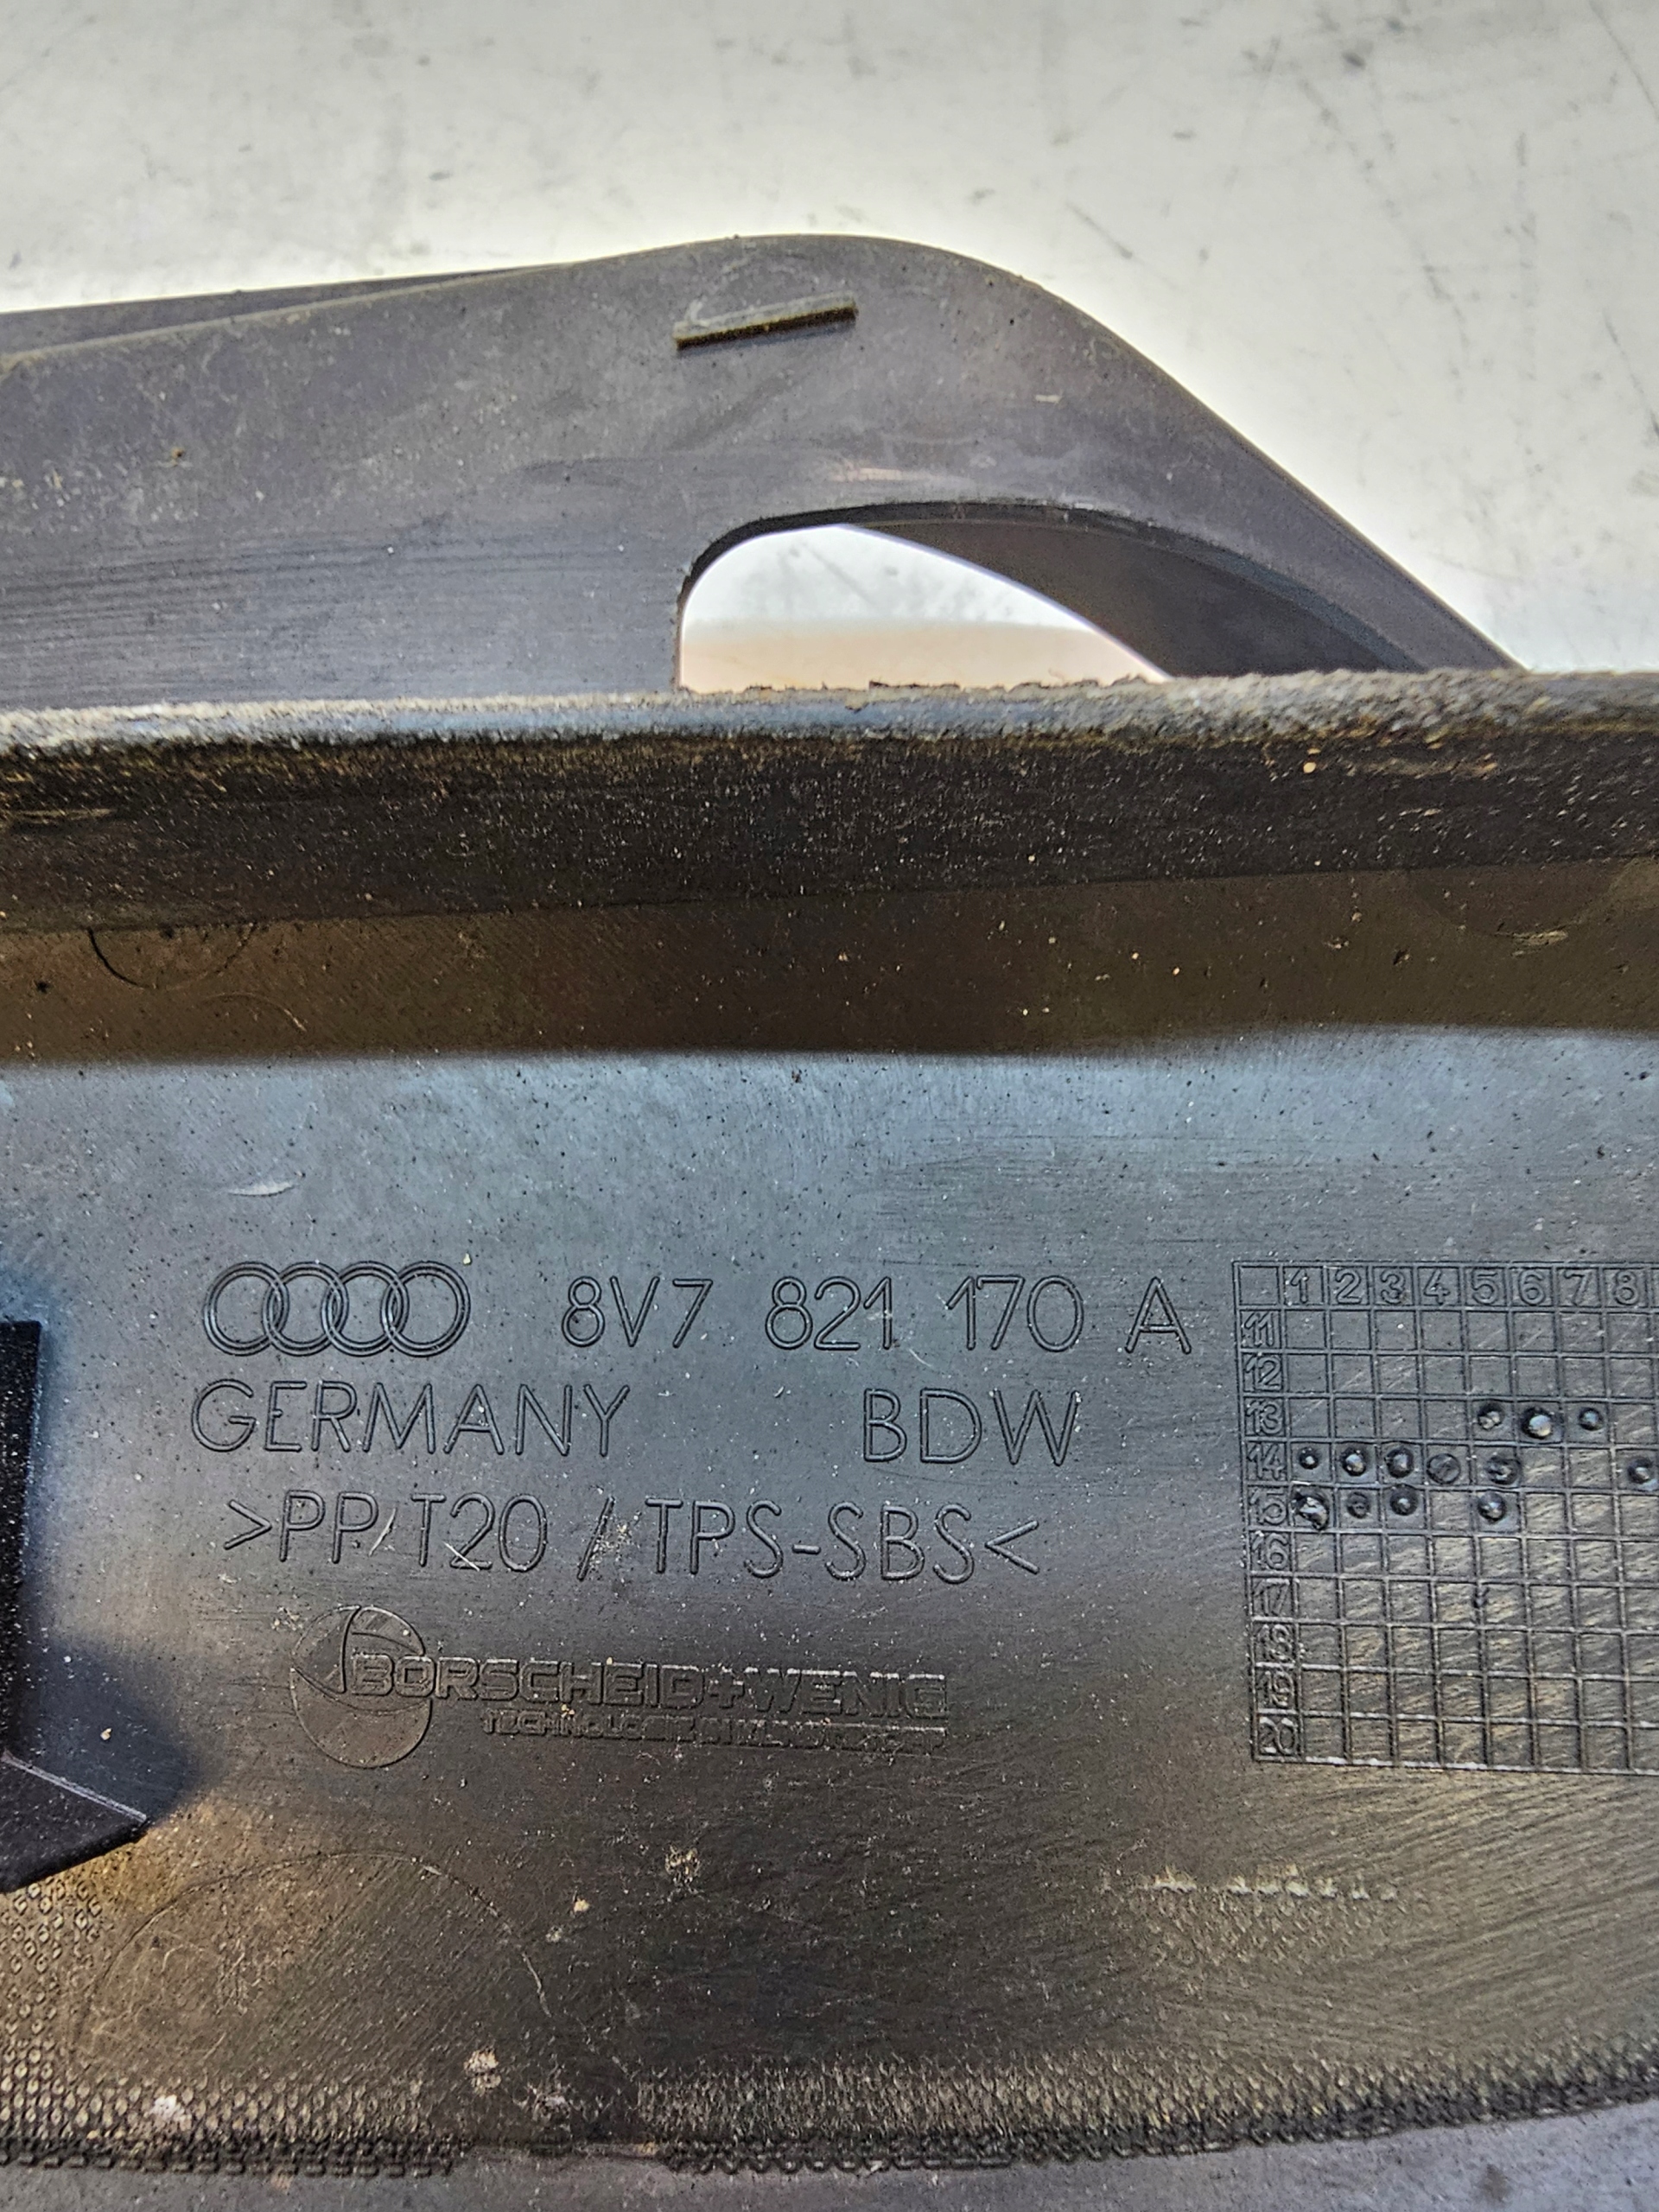 8V7 821 170 A
GERMANY BDW
>PP/T20 / TPS-SBS<
BORSCHEID+WENIG
1 2 3 4 5 6 7 8
11
12
13
14
15
16
17
18
19
20